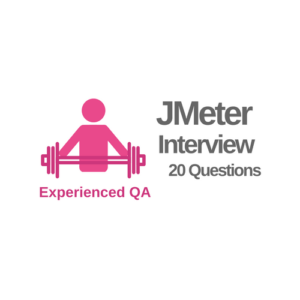 JMeter
Interview
20 Questions
Experienced QA